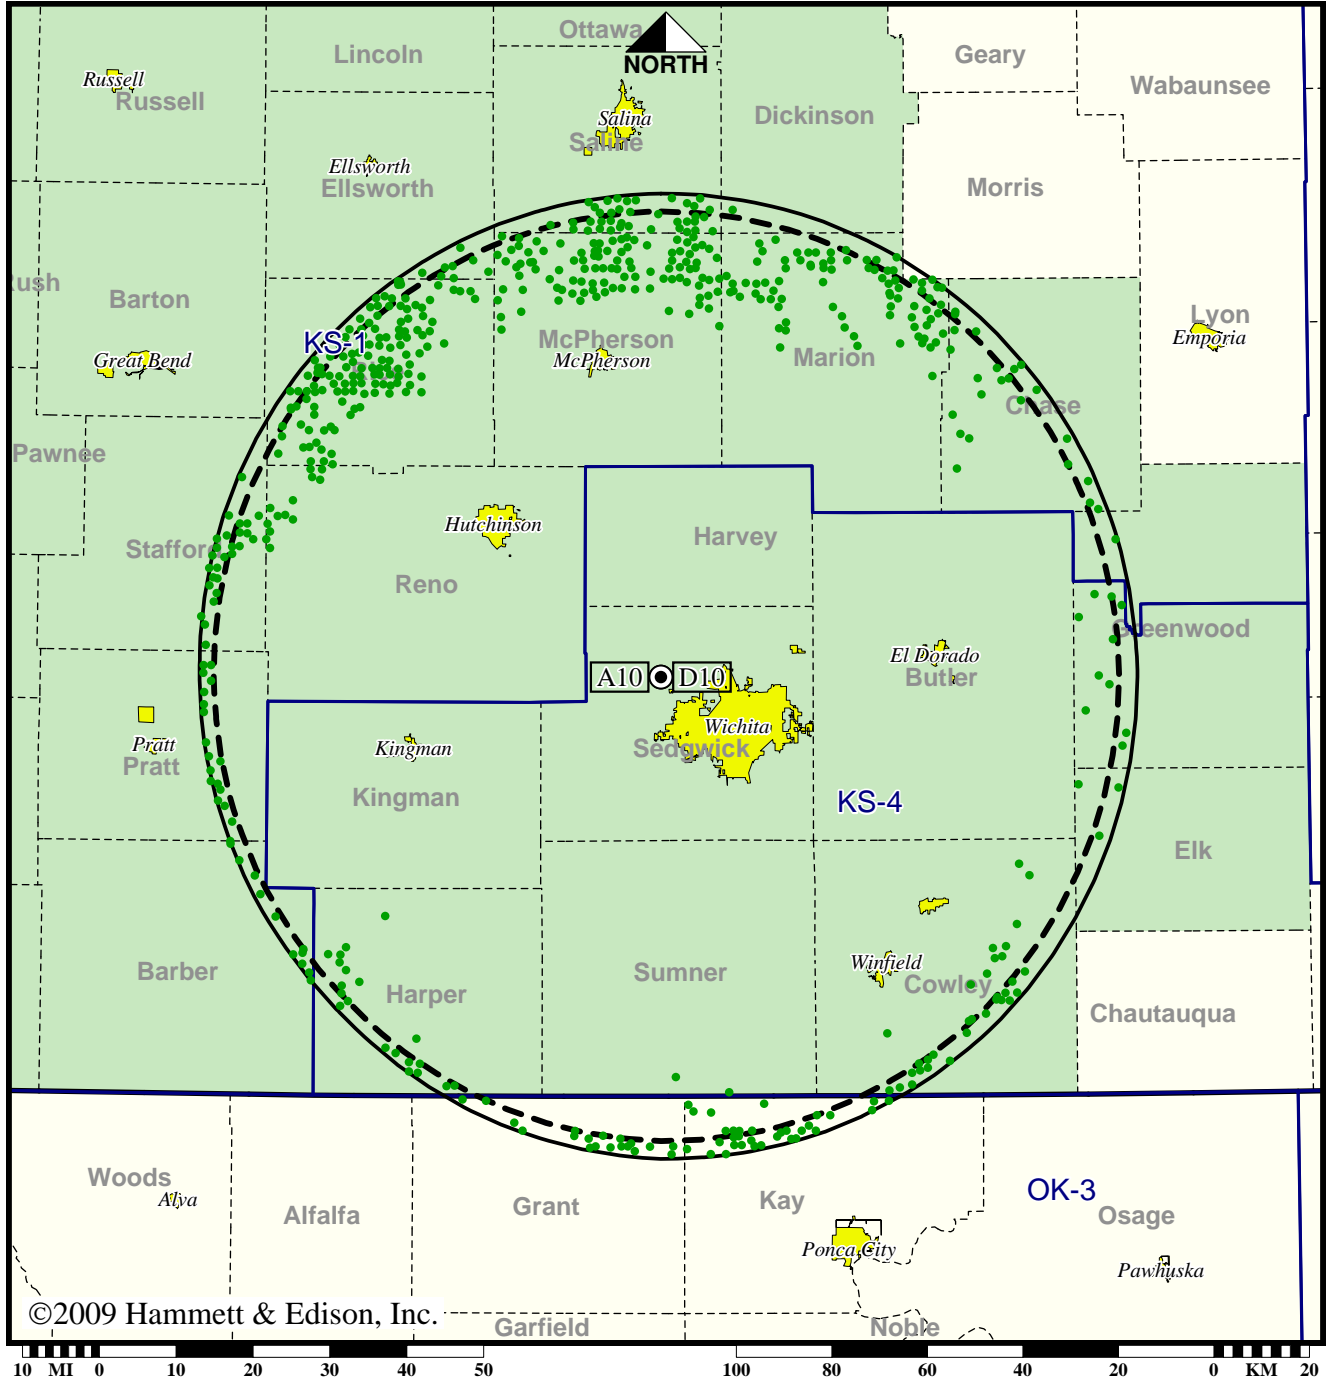 Ottawa
Lincoln
NORTH
Geary
Wabaunsee
Russell
Russell
Dickinson
Salina
Saline
Ellsworth
Ellsworth
Morris
Rush
Barton
Lyon
Emporia
KS-1
McPherson
McPherson
Marion
Great Bend
Chase
Pawnee
Hutchinson
Harvey
Stafford
Reno
Greenwood
El Dorado
Butler
A10
D10
Wichita
Sedgwick
Pratt
Pratt
Kingman
Kingman
KS-4
Elk
Barber
Harper
Sumner
Winfield
Cowley
Chautauqua
Woods
Alva
Alfalfa
Grant
Kay
OK-3
Osage
Ponca City
Pawhuska
©2009 Hammett & Edison, Inc.
Garfield
Noble
10 MI 0 10 20 30 40 50 100 80 60 40 20 0 KM 20